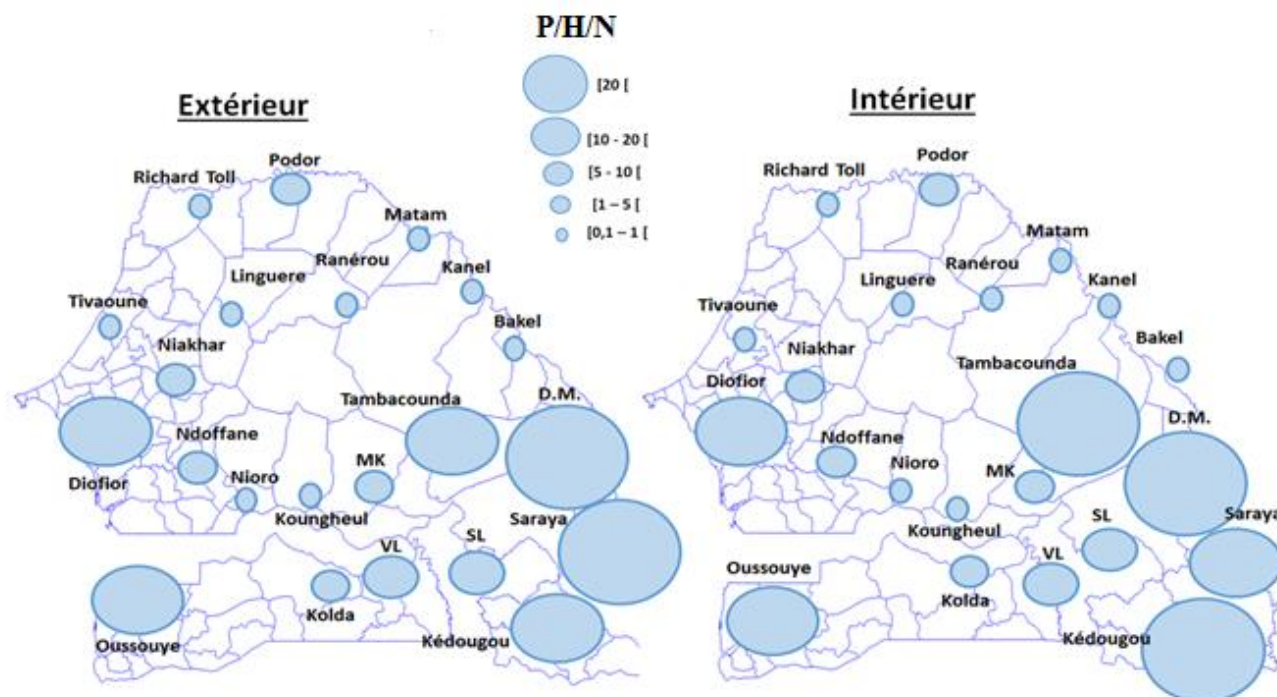 P/H/N
[20 [
[10 - 20 [
[5 - 10 [
[1 – 5 [
[0,1 – 1 [
Extérieur
Podor
Richard Toll
Matam
Ranérou
Linguere
Kanel
Tivaoune
Bakel
Niakhar
Tambacounda
D.M.
Ndoffane
MK
Nioro
Diofior
Koungheul
Saraya
VL
SL
Kolda
Oussouye
Kédougou
Intérieur
Podor
Richard Toll
Matam
Ranérou
Linguere
Kanel
Tivaoune
Bakel
Niakhar
Tambacounda
Diofior
D.M.
Ndoffane
Nioro
MK
Koungheul
SL
Saraya
VL
Oussouye
Kolda
Kédougou